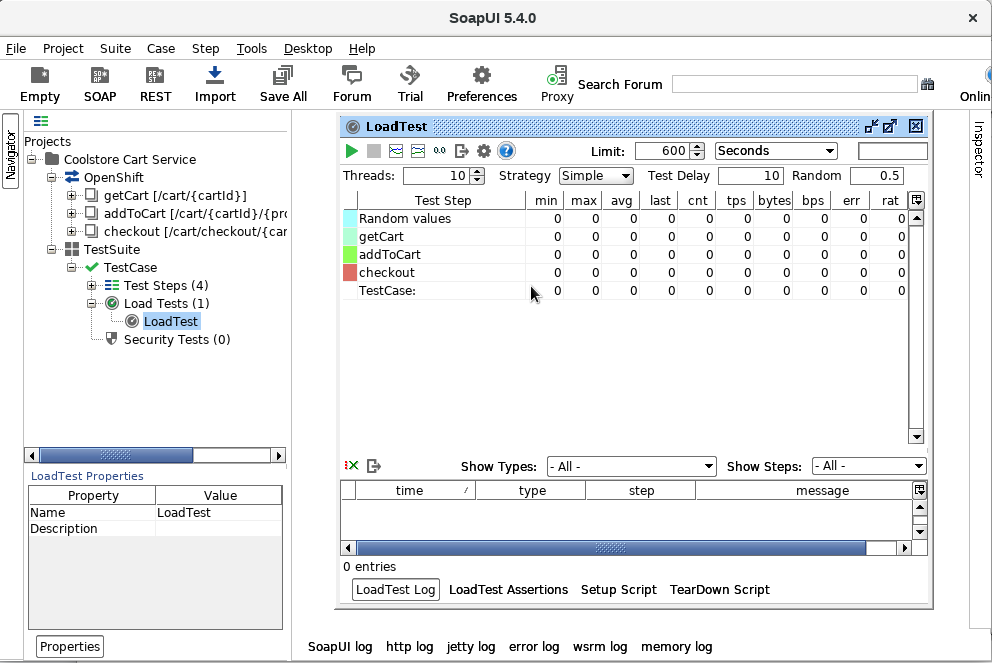 SoapUI 5.4.0
File Project Suite Case Step Tools Desktop Help
SOAP REST
Empty SOAP REST Import Save All Forum Trial Preferences Proxy Search Forum Onlin
Navigator
Projects
Coolstore Cart Service
OpenShift
getCart [/cart/{cartId}]
addToCart [/cart/{cartId}/{pro
checkout [/cart/checkout/{car
TestSuite
TestCase
Test Steps (4)
Load Tests (1)
LoadTest
Security Tests (0)
LoadTest Properties
Property Value
Name LoadTest
Description
Properties
LoadTest
0.0 ? Limit: 600 Seconds
Threads: 10 Strategy Simple Test Delay 10 Random 0.5
Test Step min max avg last cnt tps bytes bps err rat
Random values 0 0 0 0 0 0 0 0 0 0
getCart 0 0 0 0 0 0 0 0 0 0
addToCart 0 0 0 0 0 0 0 0 0 0
checkout 0 0 0 0 0 0 0 0 0 0
TestCase: 0 0 0 0 0 0 0 0 0 0
Show Types: - All - Show Steps: - All -
time / type step message
0 entries
LoadTest Log LoadTest Assertions Setup Script TearDown Script
Inspector
SoapUI log http log jetty log error log wsrm log memory log